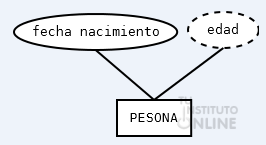 fecha nacimiento
edad
PESONA
INSTITUTO
ONLINE